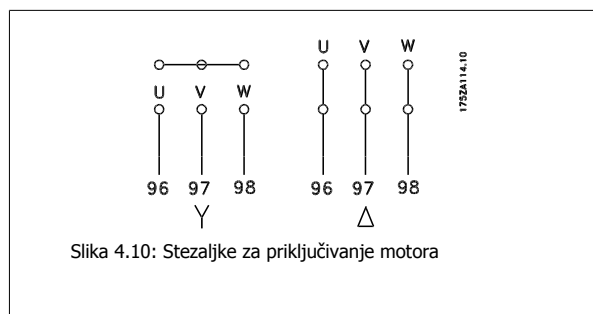 U V W
U V W
175ZA114.10
96 97 98
96 97 98
Y
Δ
Slika 4.10: Stezaljke za priključivanje motora